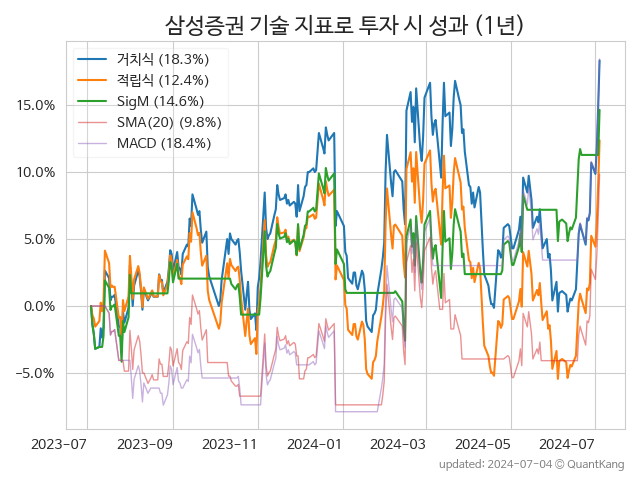 삼성증권 기술 지표로 투자 시 성과 (1년)
거치식 (18.3%)
적립식 (12.4%)
SigM (14.6%)
SMA(20) (9.8%)
MACD (18.4%)
15.0%
10.0%
5.0%
0.0%
−5.0%
2023-07 2023-09 2023-11 2024-01 2024-03 2024-05 2024-07
updated: 2024-07-04 © QuantKang